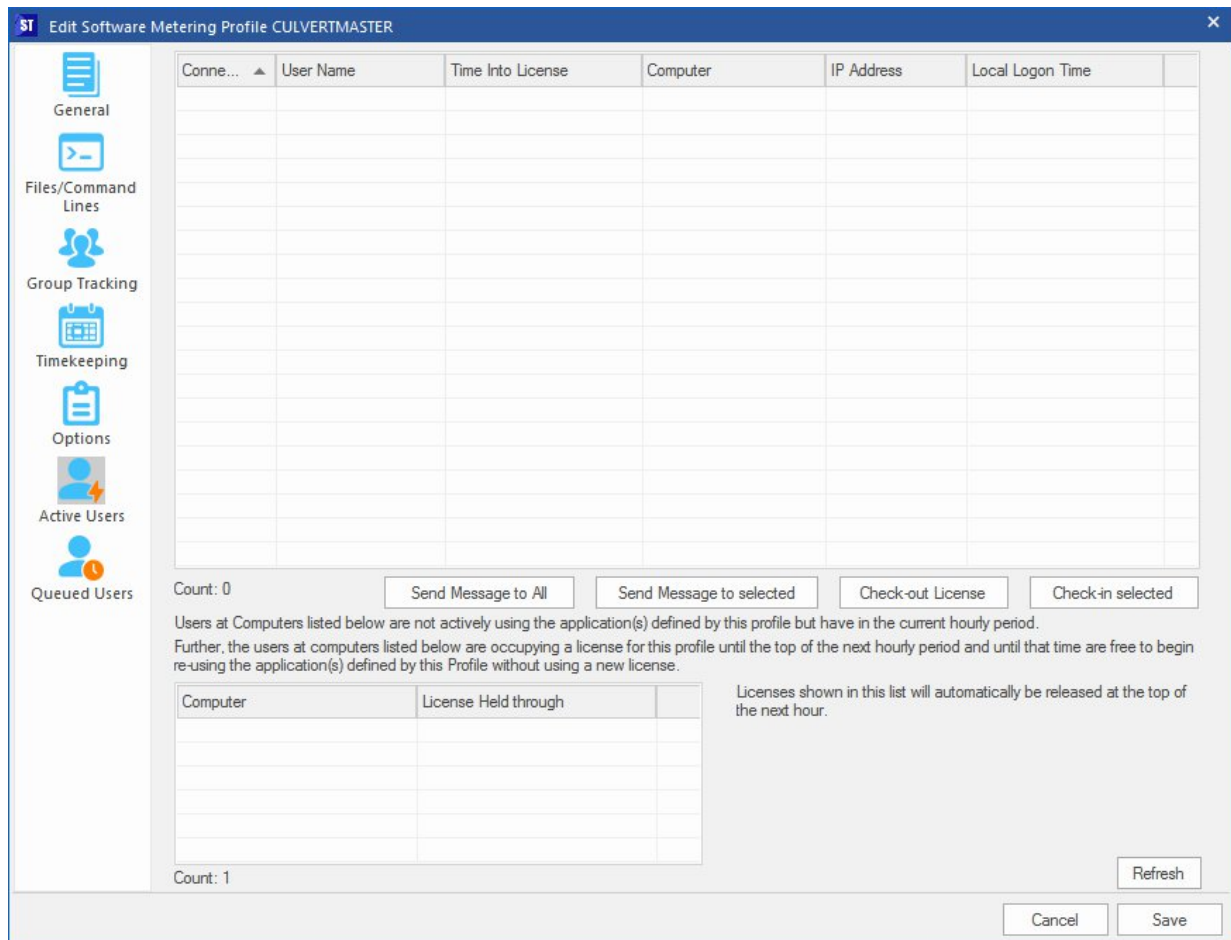 ST Edit Software Metering Profile CULVERTMASTER
General
Files/Command
Lines
Group Tracking
Timekeeping
Options
Active Users
Queued Users
Conne... User Name Time Into License Computer IP Address Local Logon Time
Count: 0
Send Message to All
Send Message to selected
Check-out License
Check-in selected
Users at Computers listed below are not actively using the application(s) defined by this profile but have in the current hourly period.
Further, the users at computers listed below are occupying a license for this profile until the top of the next hourly period and until that time are free to begin
re-using the application(s) defined by this Profile without using a new license.
Computer License Held through
Licenses shown in this list will automatically be released at the top of
the next hour.
Count: 1
Refresh
Cancel
Save